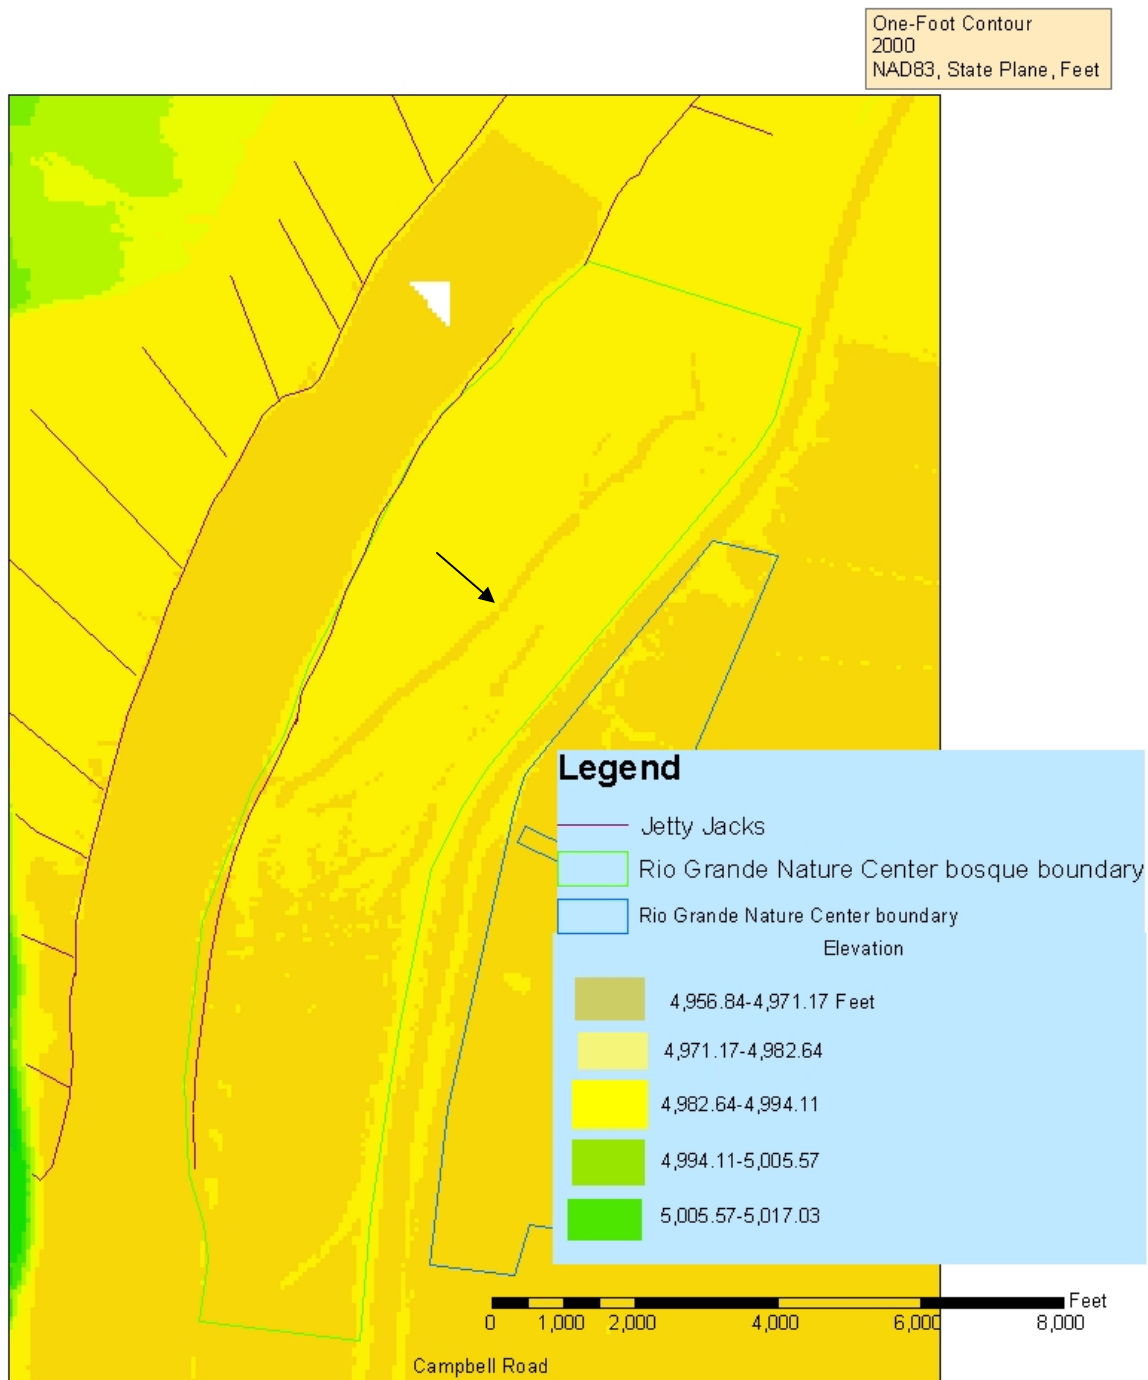 One-Foot Contour
2000
NAD83, State Plane, Feet
Legend
Jetty Jacks
Rio Grande Nature Center bosque boundary
Rio Grande Nature Center boundary
Elevation
4,956.84-4,971.17 Feet
4,971.17-4,982.64
4,982.64-4,994.11
4,994.11-5,005.57
5,005.57-5,017.03
Feet
0 1,000 2,000 4,000 6,000 8,000
Campbell Road